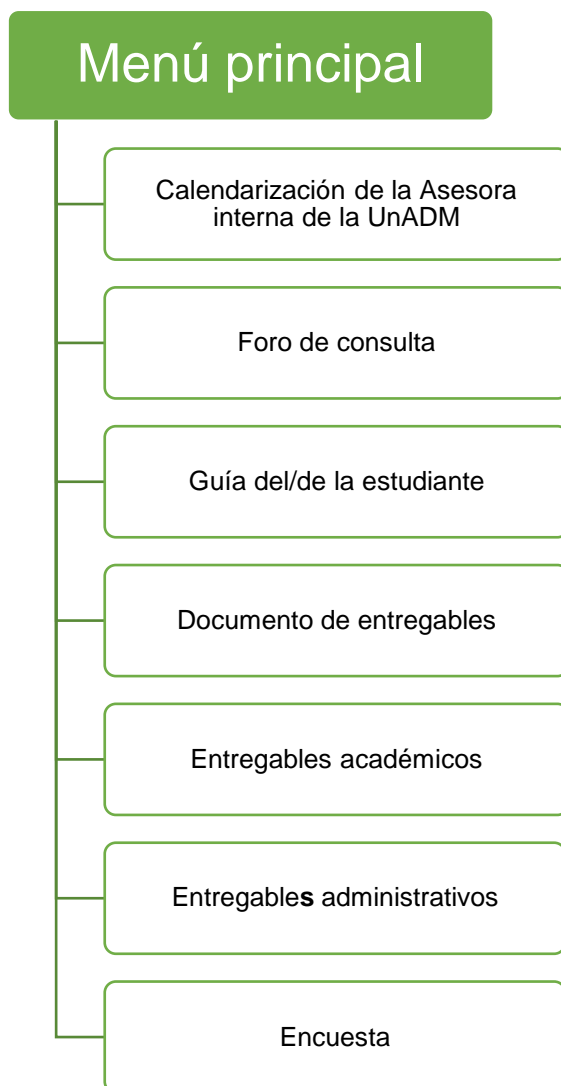 Menú principal
Calendarización de la Asesora
interna de la UnADM
Foro de consulta
Guía del/de la estudiante
Documento de entregables
Entregables académicos
Entregables administrativos
Encuesta